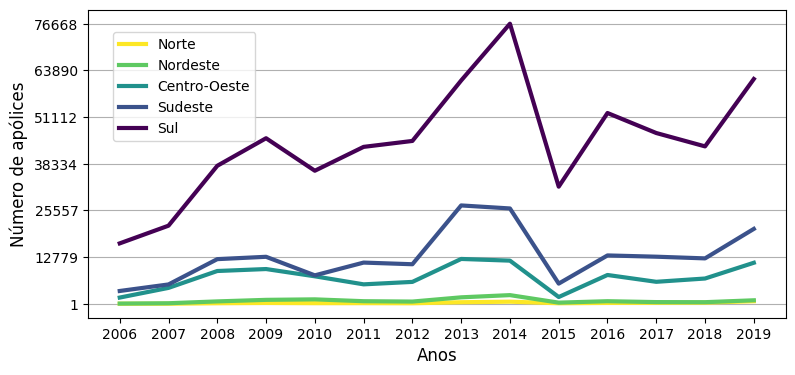 Número de apólices
76668
63890
51112
38334
25557
12779
1
Norte
Nordeste
Centro-Oeste
Sudeste
Sul
2006 2007 2008 2009 2010 2011 2012 2013 2014 2015 2016 2017 2018 2019
Anos